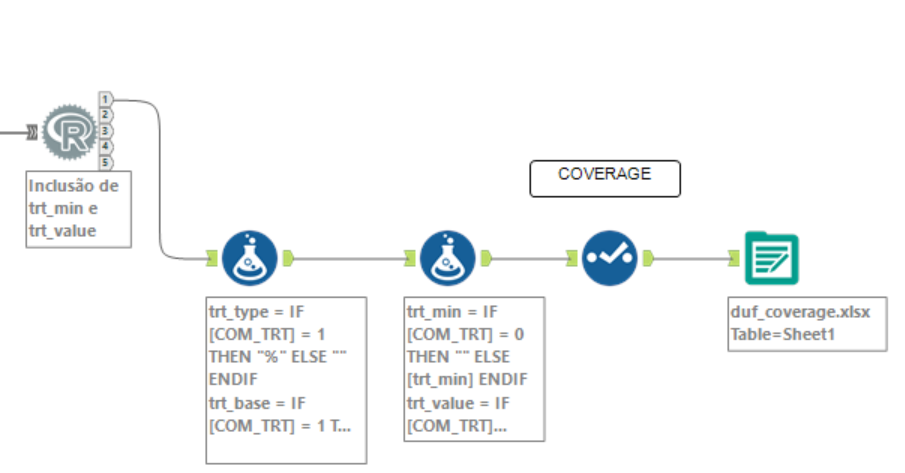 R
1
2
3
4
5
Inclusão de
trt_min e
trt_value
COVERAGE
trt_type = IF
[COM_TRT] = 1
THEN "%" ELSE ""
ENDIF
trt_base = IF
[COM_TRT] = 1 T...
trt_min = IF
[COM_TRT] = 0
THEN "" ELSE
[trt_min] ENDIF
trt_value = IF
[COM_TRT]...
duf_coverage.xlsx
Table=Sheet1